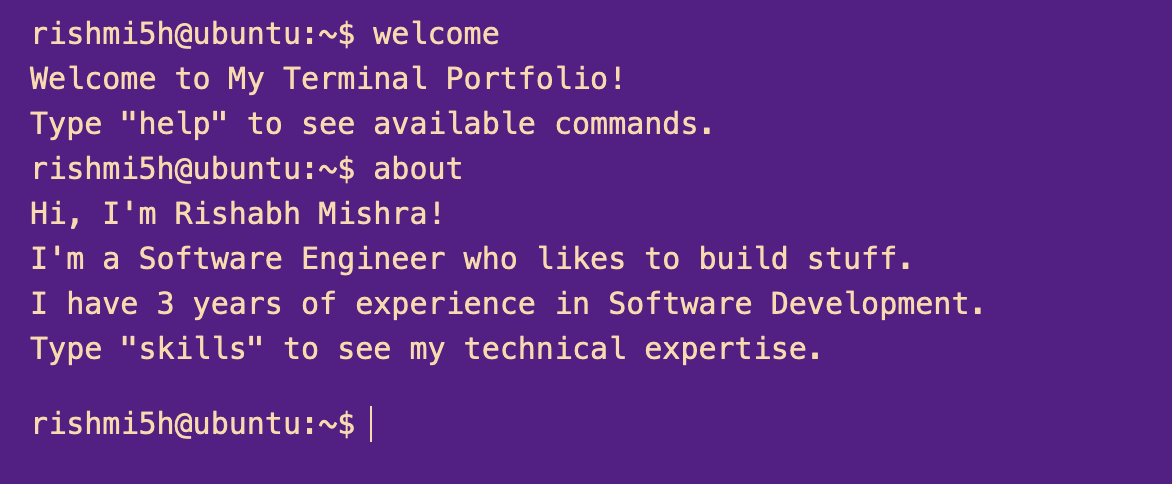 rishmi5h@ubuntu:~$ welcome
Welcome to My Terminal Portfolio!
Type "help" to see available commands.
rishmi5h@ubuntu:~$ about
Hi, I'm Rishabh Mishra!
I'm a Software Engineer who likes to build stuff.
I have 3 years of experience in Software Development.
Type "skills" to see my technical expertise.
rishmi5h@ubuntu:~$